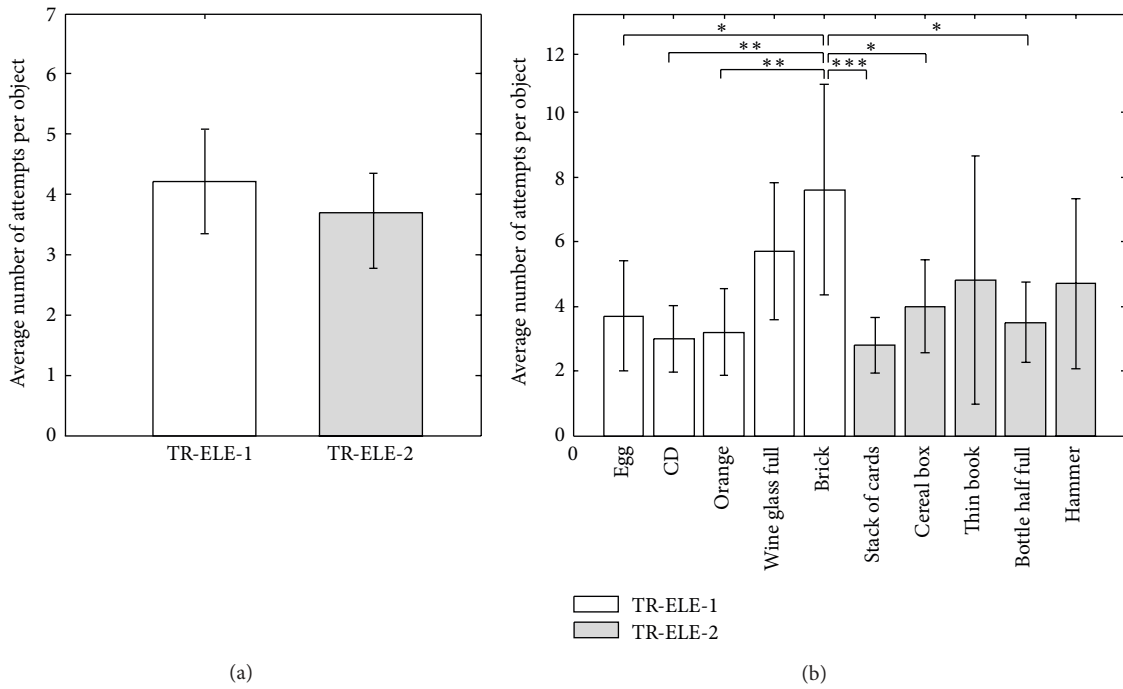 Average number of attempts per object
7
6
5
4
3
2
1
0
TR-ELE-1
TR-ELE-2
(a)
Average number of attempts per object
12
10
8
6
4
2
0
*
*
**
*
**
***
Egg
CD
Orange
Wine glass full
Brick
Stack of cards
Cereal box
Thin book
Bottle half full
Hammer
TR-ELE-1
TR-ELE-2
(b)